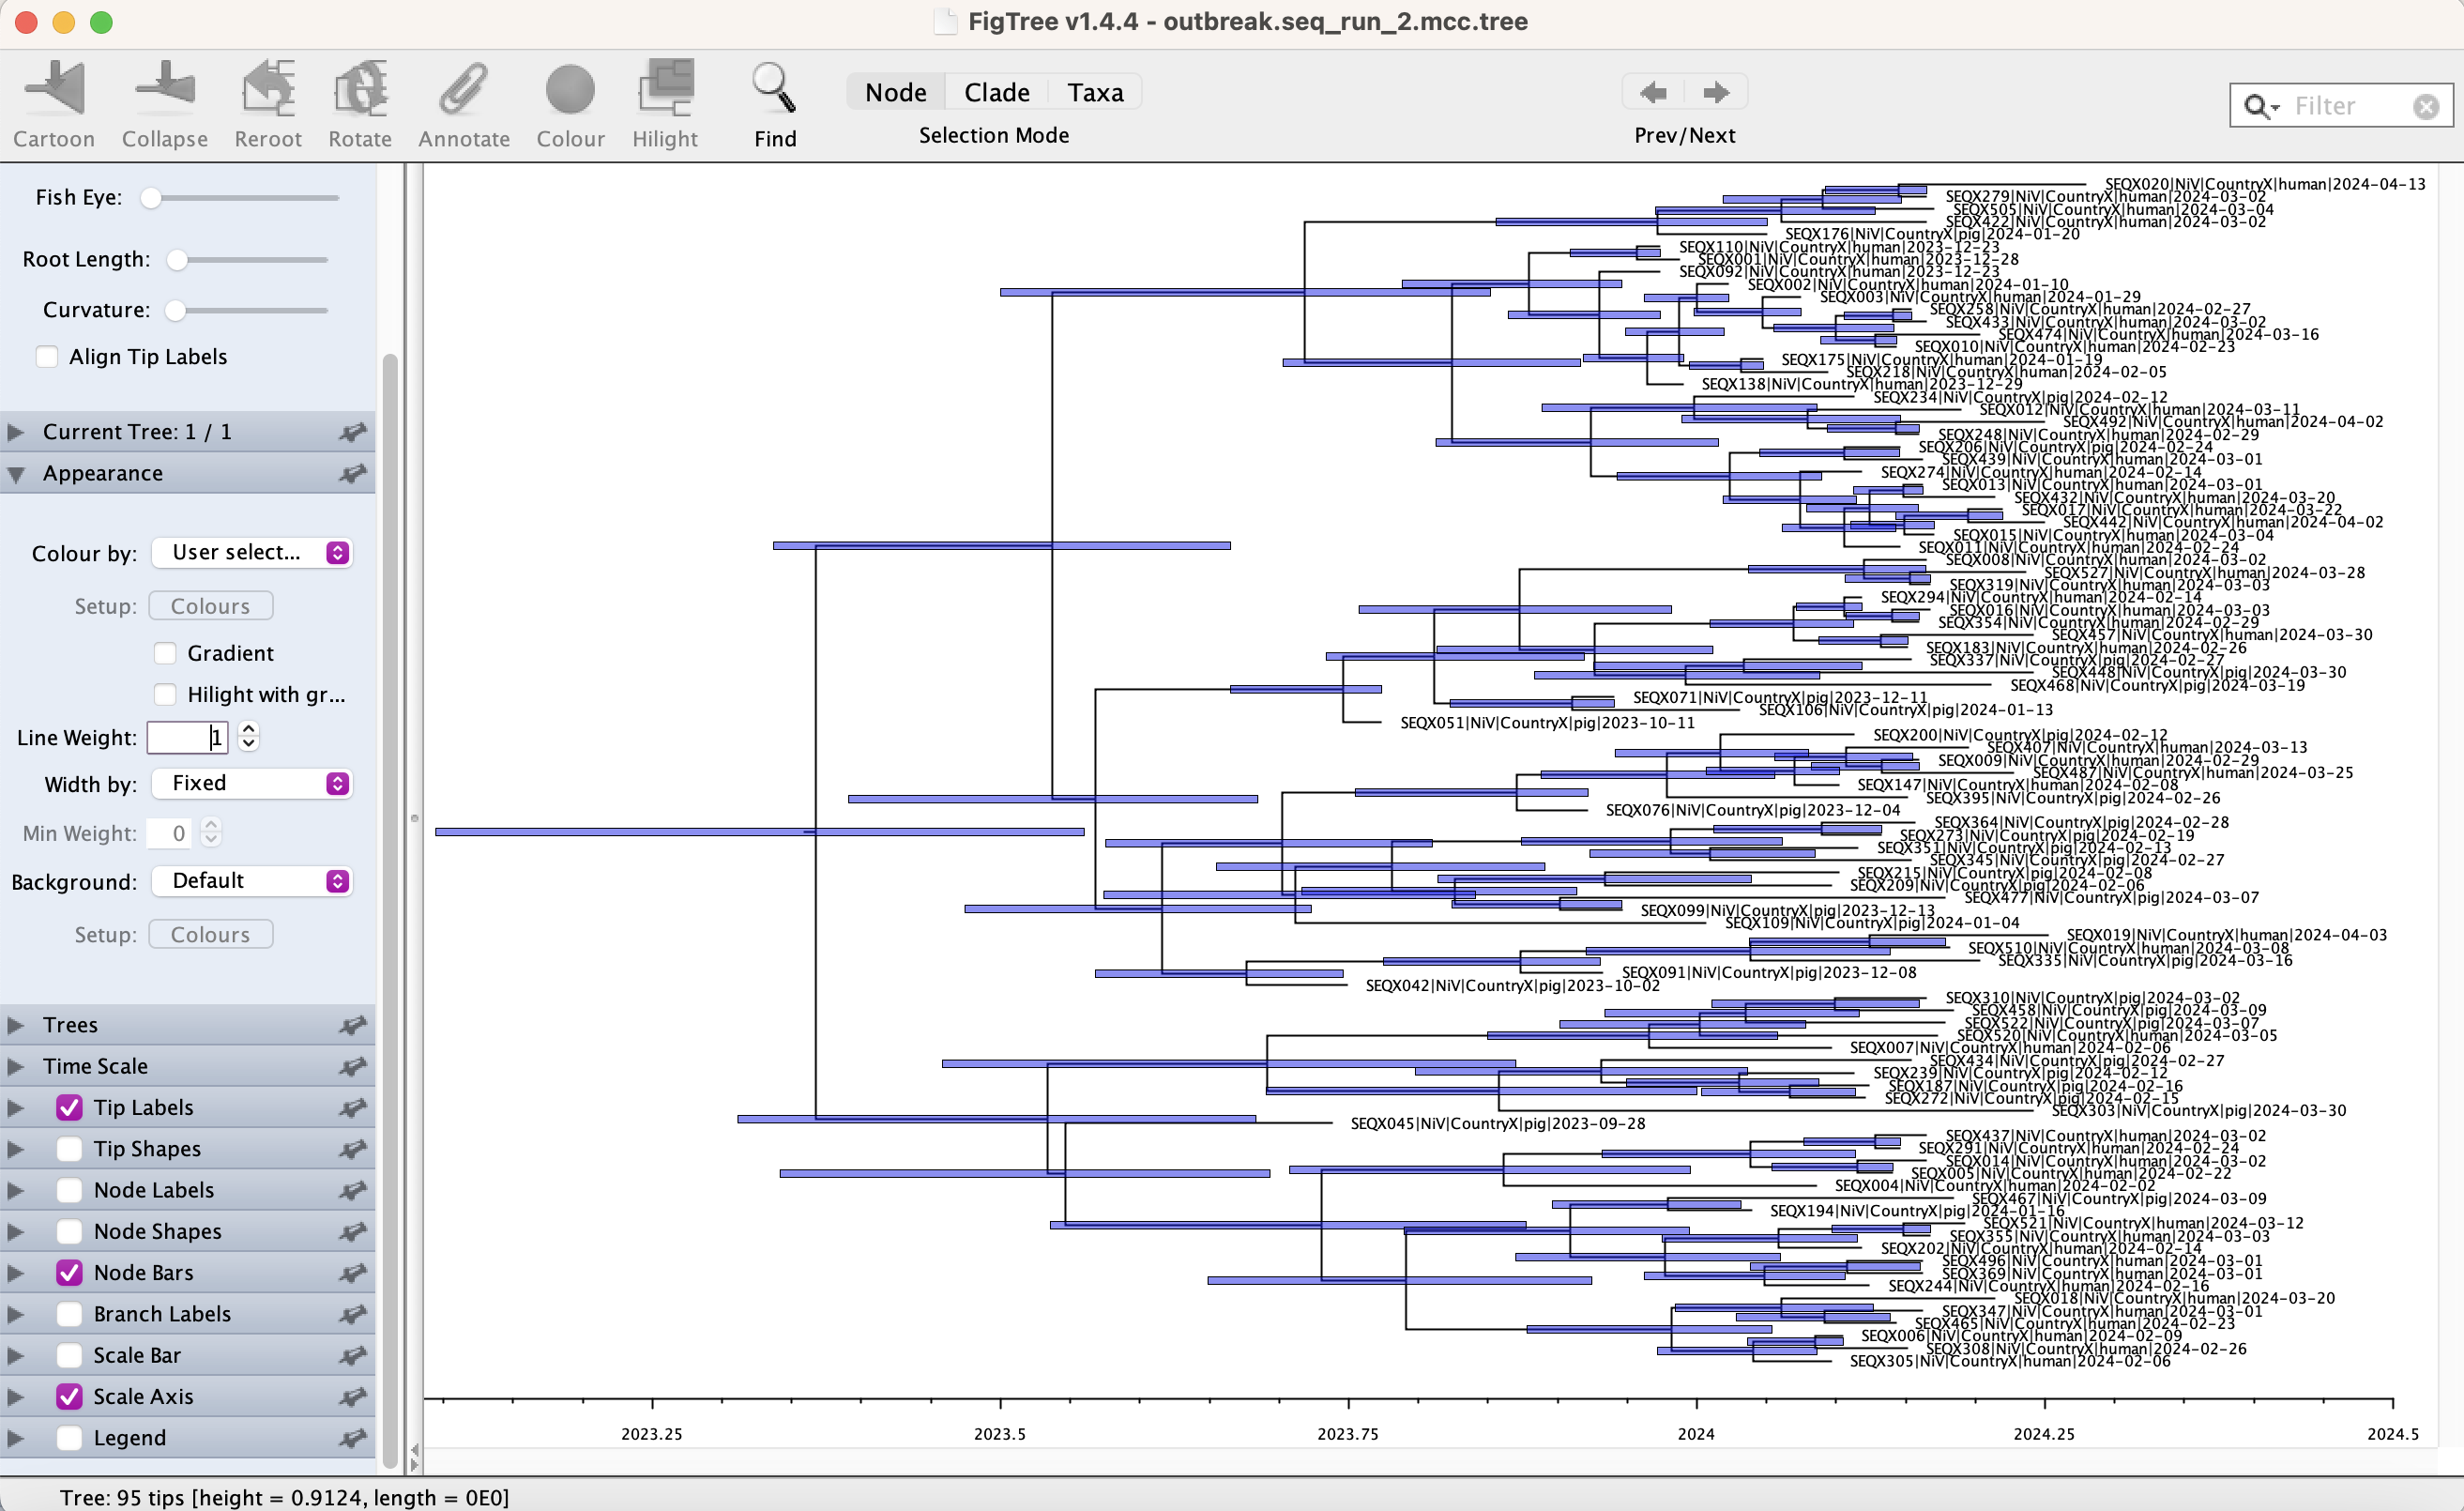 FigTree v1.4.4 - outbreak.seq_run_2.mcc.tree
Cartoon Collapse Reroot Rotate Annotate Colour Hilight Find
Node Clade Taxa
Selection Mode
Prev/Next
Filter
Fish Eye:
Root Length:
Curvature:
Align Tip Labels
Current Tree: 1 / 1
Appearance
Colour by: User select...
Setup: Colours
Gradient
Hilight with gr...
Line Weight: 1
Width by: Fixed
Min Weight: 0
Background: Default
Setup: Colours
Trees
Time Scale
Tip Labels
Tip Shapes
Node Labels
Node Shapes
Node Bars
Branch Labels
Scale Bar
Scale Axis
Legend
SEQX020|NiV|CountryX|human|2024-04-13
SEQX279|NiV|CountryX|human|2024-03-02
SEQX505|NiV|CountryX|human|2024-03-04
SEQX422|NiV|CountryX|human|2024-03-02
SEQX176|NiV|CountryX|pig|2024-01-20
SEQX110|NiV|CountryX|human|2023-12-23
SEQX001|NiV|CountryX|human|2023-12-28
SEQX092|NiV|CountryX|human|2023-12-23
SEQX002|NiV|CountryX|human|2024-01-10
SEQX003|NiV|CountryX|human|2024-01-29
SEQX258|NiV|CountryX|human|2024-02-27
SEQX433|NiV|CountryX|human|2024-03-02
SEQX474|NiV|CountryX|human|2024-03-16
SEQX010|NiV|CountryX|human|2024-02-23
SEQX175|NiV|CountryX|human|2024-01-19
SEQX218|NiV|CountryX|human|2024-02-05
SEQX138|NiV|CountryX|human|2023-12-29
SEQX234|NiV|CountryX|pig|2024-02-12
SEQX012|NiV|CountryX|human|2024-03-11
SEQX492|NiV|CountryX|human|2024-04-02
SEQX248|NiV|CountryX|human|2024-02-29
SEQX206|NiV|CountryX|pig|2024-02-24
SEQX439|NiV|CountryX|human|2024-03-01
SEQX274|NiV|CountryX|human|2024-02-14
SEQX013|NiV|CountryX|human|2024-03-01
SEQX432|NiV|CountryX|human|2024-03-20
SEQX017|NiV|CountryX|human|2024-03-22
SEQX442|NiV|CountryX|human|2024-04-02
SEQX015|NiV|CountryX|human|2024-03-04
SEQX011|NiV|CountryX|human|2024-02-24
SEQX008|NiV|CountryX|human|2024-03-02
SEQX527|NiV|CountryX|human|2024-03-28
SEQX319|NiV|CountryX|human|2024-03-03
SEQX294|NiV|CountryX|human|2024-02-14
SEQX016|NiV|CountryX|human|2024-03-03
SEQX354|NiV|CountryX|human|2024-02-29
SEQX457|NiV|CountryX|human|2024-03-30
SEQX183|NiV|CountryX|human|2024-02-26
SEQX337|NiV|CountryX|pig|2024-02-27
SEQX448|NiV|CountryX|pig|2024-03-30
SEQX468|NiV|CountryX|pig|2024-03-19
SEQX071|NiV|CountryX|pig|2023-12-11
SEQX106|NiV|CountryX|pig|2024-01-13
SEQX051|NiV|CountryX|pig|2023-10-11
SEQX200|NiV|CountryX|pig|2024-02-12
SEQX407|NiV|CountryX|human|2024-03-13
SEQX009|NiV|CountryX|human|2024-02-29
SEQX487|NiV|CountryX|human|2024-03-25
SEQX147|NiV|CountryX|human|2024-02-08
SEQX395|NiV|CountryX|pig|2024-02-26
SEQX076|NiV|CountryX|pig|2023-12-04
SEQX364|NiV|CountryX|pig|2024-02-28
SEQX273|NiV|CountryX|pig|2024-02-19
SEQX351|NiV|CountryX|pig|2024-02-13
SEQX345|NiV|CountryX|pig|2024-02-27
SEQX215|NiV|CountryX|pig|2024-02-08
SEQX209|NiV|CountryX|pig|2024-02-06
SEQX477|NiV|CountryX|pig|2024-03-07
SEQX099|NiV|CountryX|pig|2023-12-13
SEQX109|NiV|CountryX|pig|2024-01-04
SEQX019|NiV|CountryX|human|2024-04-03
SEQX510|NiV|CountryX|human|2024-03-08
SEQX335|NiV|CountryX|pig|2024-03-16
SEQX091|NiV|CountryX|pig|2023-12-08
SEQX042|NiV|CountryX|pig|2023-10-02
SEQX310|NiV|CountryX|pig|2024-03-02
SEQX458|NiV|CountryX|pig|2024-03-09
SEQX522|NiV|CountryX|pig|2024-03-07
SEQX520|NiV|CountryX|human|2024-03-05
SEQX007|NiV|CountryX|human|2024-02-06
SEQX434|NiV|CountryX|pig|2024-02-27
SEQX239|NiV|CountryX|pig|2024-02-12
SEQX187|NiV|CountryX|pig|2024-02-16
SEQX272|NiV|CountryX|pig|2024-02-15
SEQX303|NiV|CountryX|pig|2024-03-30
SEQX045|NiV|CountryX|pig|2023-09-28
SEQX437|NiV|CountryX|human|2024-03-02
SEQX291|NiV|CountryX|human|2024-02-24
SEQX014|NiV|CountryX|human|2024-03-02
SEQX005|NiV|CountryX|human|2024-02-22
SEQX004|NiV|CountryX|human|2024-02-02
SEQX467|NiV|CountryX|pig|2024-03-09
SEQX194|NiV|CountryX|pig|2024-01-16
SEQX521|NiV|CountryX|human|2024-03-12
SEQX355|NiV|CountryX|human|2024-03-03
SEQX202|NiV|CountryX|human|2024-02-14
SEQX496|NiV|CountryX|human|2024-03-01
SEQX369|NiV|CountryX|human|2024-03-01
SEQX244|NiV|CountryX|human|2024-02-16
SEQX018|NiV|CountryX|human|2024-03-20
SEQX347|NiV|CountryX|human|2024-03-01
SEQX465|NiV|CountryX|human|2024-02-23
SEQX006|NiV|CountryX|human|2024-02-09
SEQX308|NiV|CountryX|human|2024-02-26
SEQX305|NiV|CountryX|human|2024-02-06
2023.25 2023.5 2023.75 2024 2024.25 2024.5
Tree: 95 tips [height = 0.9124, length = 0E0]